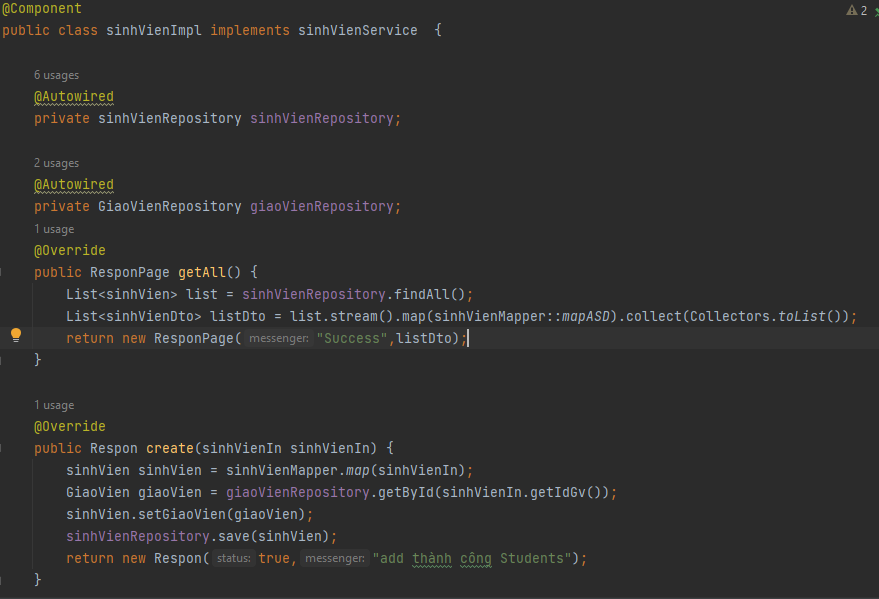 @Component
2
public class sinhVienImpl implements sinhVienService {
6 usages
@Autowired
private sinhVienRepository sinhVienRepository;
2 usages
@Autowired
private GiaoVienRepository giaoVienRepository;
1 usage
@Override
public ResponPage getAll() {
List<sinhVien> list = sinhVienRepository.findAll();
List<sinhVienDto> listDto = list.stream().map(sinhVienMapper::mapASD).collect(Collectors.toList());
return new ResponPage( messenger: "Success",listDto);
}
1 usage
@Override
public Respon create(sinhVienIn sinhVienIn) {
sinhVien sinhVien = sinhVienMapper.map(sinhVienIn);
GiaoVien giaoVien = giaoVienRepository.getById(sinhVienIn.getIdGv());
sinhVien.setGiaoVien(giaoVien);
sinhVienRepository.save(sinhVien);
return new Respon( status: true, messenger: "add thành công Students");
}